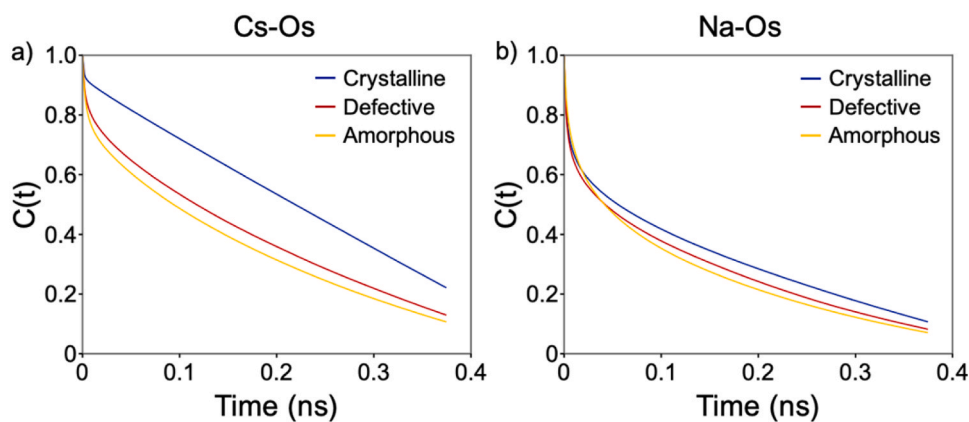 Cs-Os
Na-Os
a)
1.0
0.8
0.6
0.4
0.2
0
C(t)
Crystalline
Defective
Amorphous
0
0.1
0.2
0.3
0.4
Time (ns)
b)
1.0
0.8
0.6
0.4
0.2
0
C(t)
Crystalline
Defective
Amorphous
0
0.1
0.2
0.3
0.4
Time (ns)